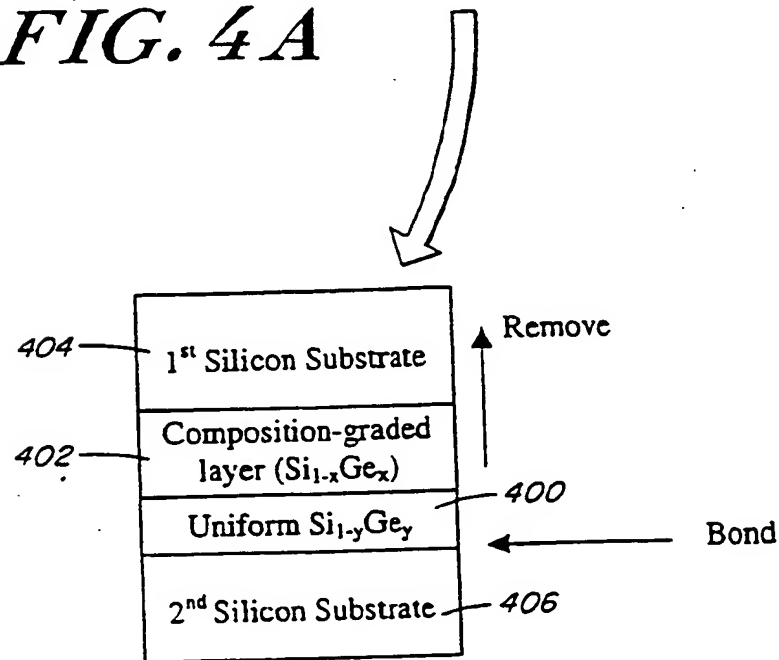 FIG. 4A
404
1st Silicon Substrate
Remove
402
Composition-graded
layer (Si1-xGex)
400
Uniform Si1-yGey
Bond
2nd Silicon Substrate
406